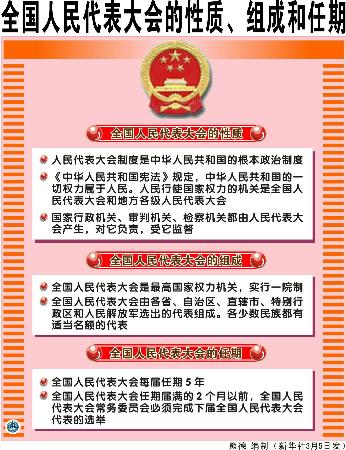 全国人民代表大会的性质、组成和任期
全国人民代表大会的性质
人民代表大会制度是中华人民共和国的根本政治制度
《中华人民共和国宪法》规定，中华人民共和国的一
切权力属于人民。人民行使国家权力的机关是全国人
民代表大会和地方各级人民代表大会
国家行政机关、审判机关、检察机关都由人民代表大
会产生，对它负责，受它监督
全国人民代表大会的组成
全国人民代表大会是最高国家权力机关，实行一院制
全国人民代表大会由各省、自治区、直辖市、特别行
政区和人民解放军选出的代表组成。各少数民族都有
适当名额的代表
全国人民代表大会的任期
全国人民代表大会每届任期5年
全国人民代表大会任期届满的2个月以前，全国人民
代表大会常务委员会必须完成下届全国人民代表大会
代表的选举
编制（新华社3月5日发）